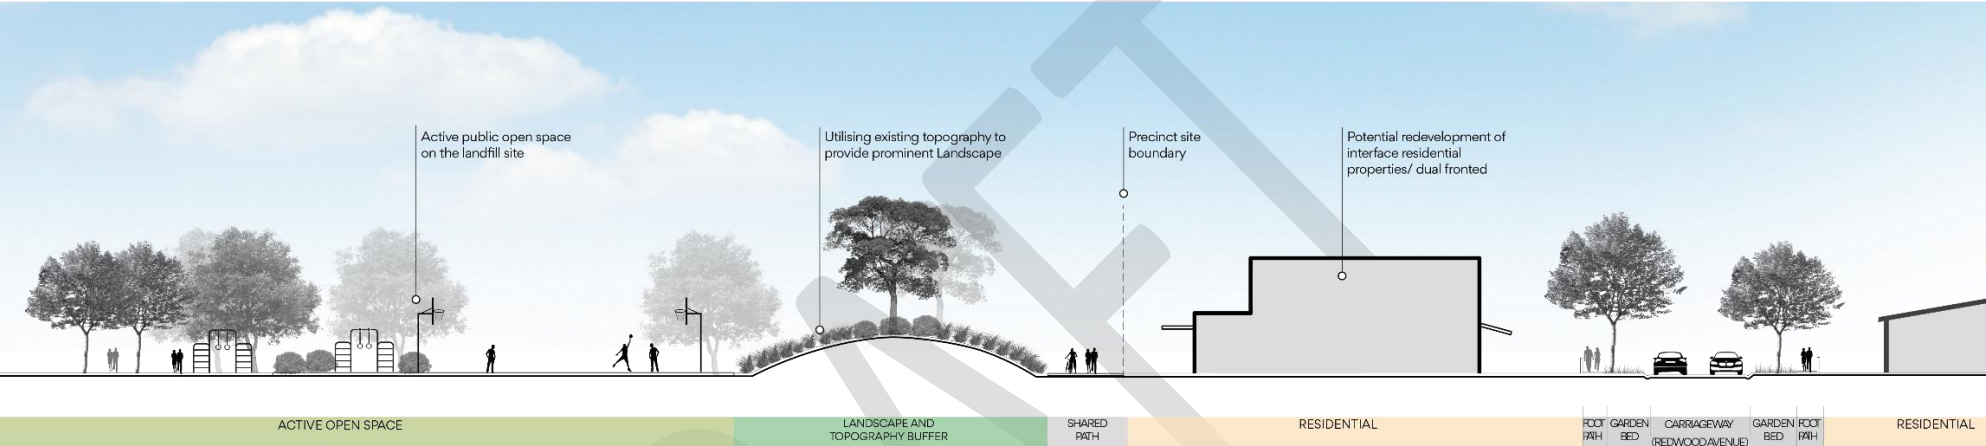 Active public open space
on the landfill site
Utilising existing topography to
provide prominent Landscape
Precinct site
boundary
Potential redevelopment of
interface residential
properties/ dual fronted
ACTIVE OPEN SPACE
LANDSCAPE AND
TOPOGRAPHY BUFFER
SHARED
PATH
RESIDENTIAL
FOOT
PATH
GARDEN
BED
CARRIAGEWAY
(REDWOOD AVENUE)
GARDEN
BED
FOOT
PATH
RESIDENTIAL